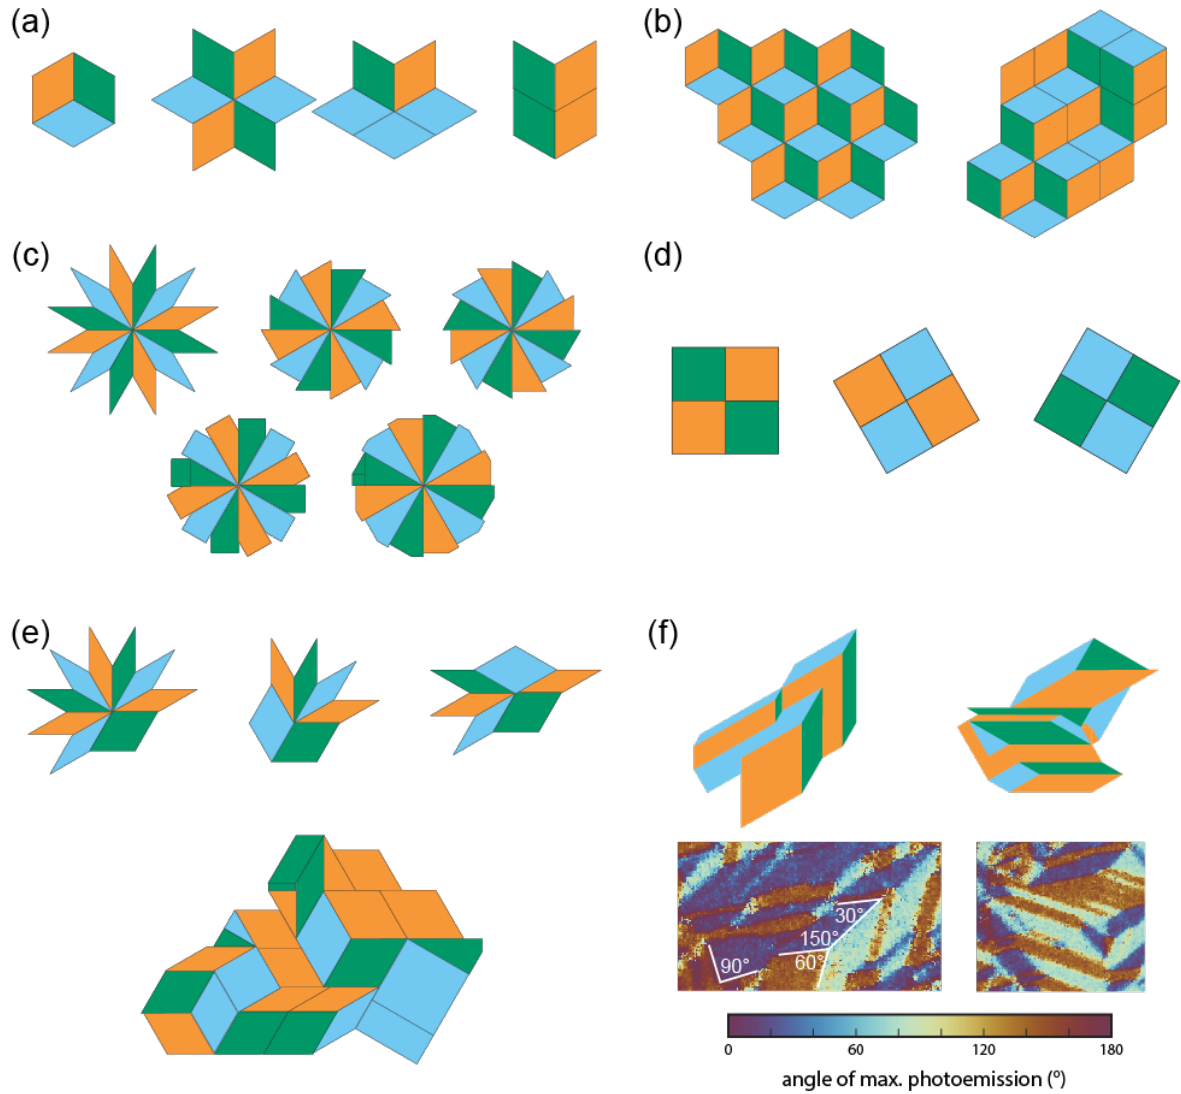 (a)
(b)
(c)
(d)
(e)
(f)
30°
150°
60°
90°
0
60
120
180
angle of max. photoemission (º)